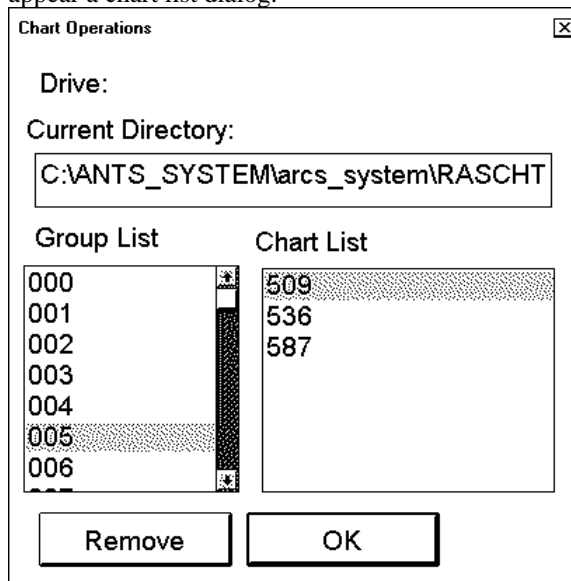 appear a chart list dialog.
Chart Operations
Drive:
Current Directory:
C:\ANTS_SYSTEM\arcs_system\RASCHT
Group List
Chart List
000
001
002
003
004
005
006
509
536
587
Remove
OK